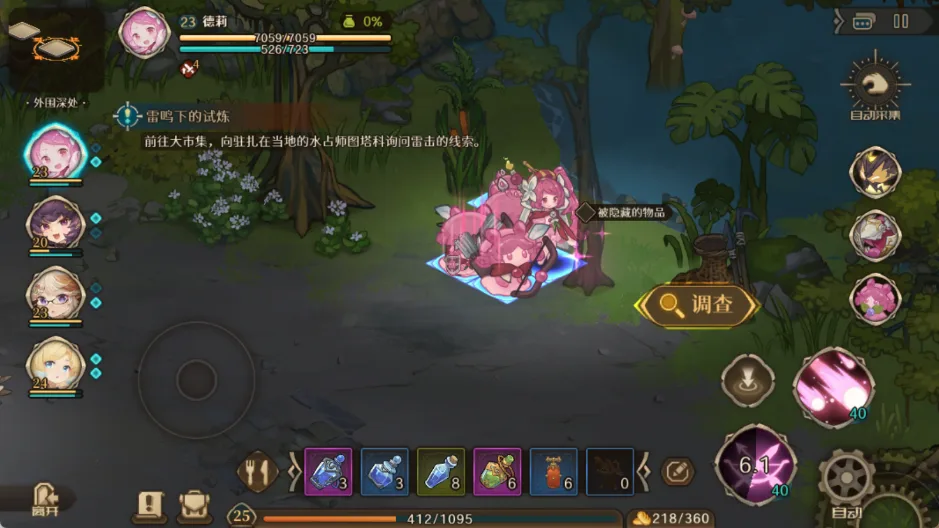 23 德莉
0%
7059/7059
526/723
4
·外围深处·
雷鸣下的试炼
前往大市集，向驻扎在当地的水占师图塔科询问雷击的线索。
自动采集
23
20
23
24
被隐藏的物品
调查
40
6.1
40
3
3
8
6
6
0
离开
25
412/1095
218/360
自动